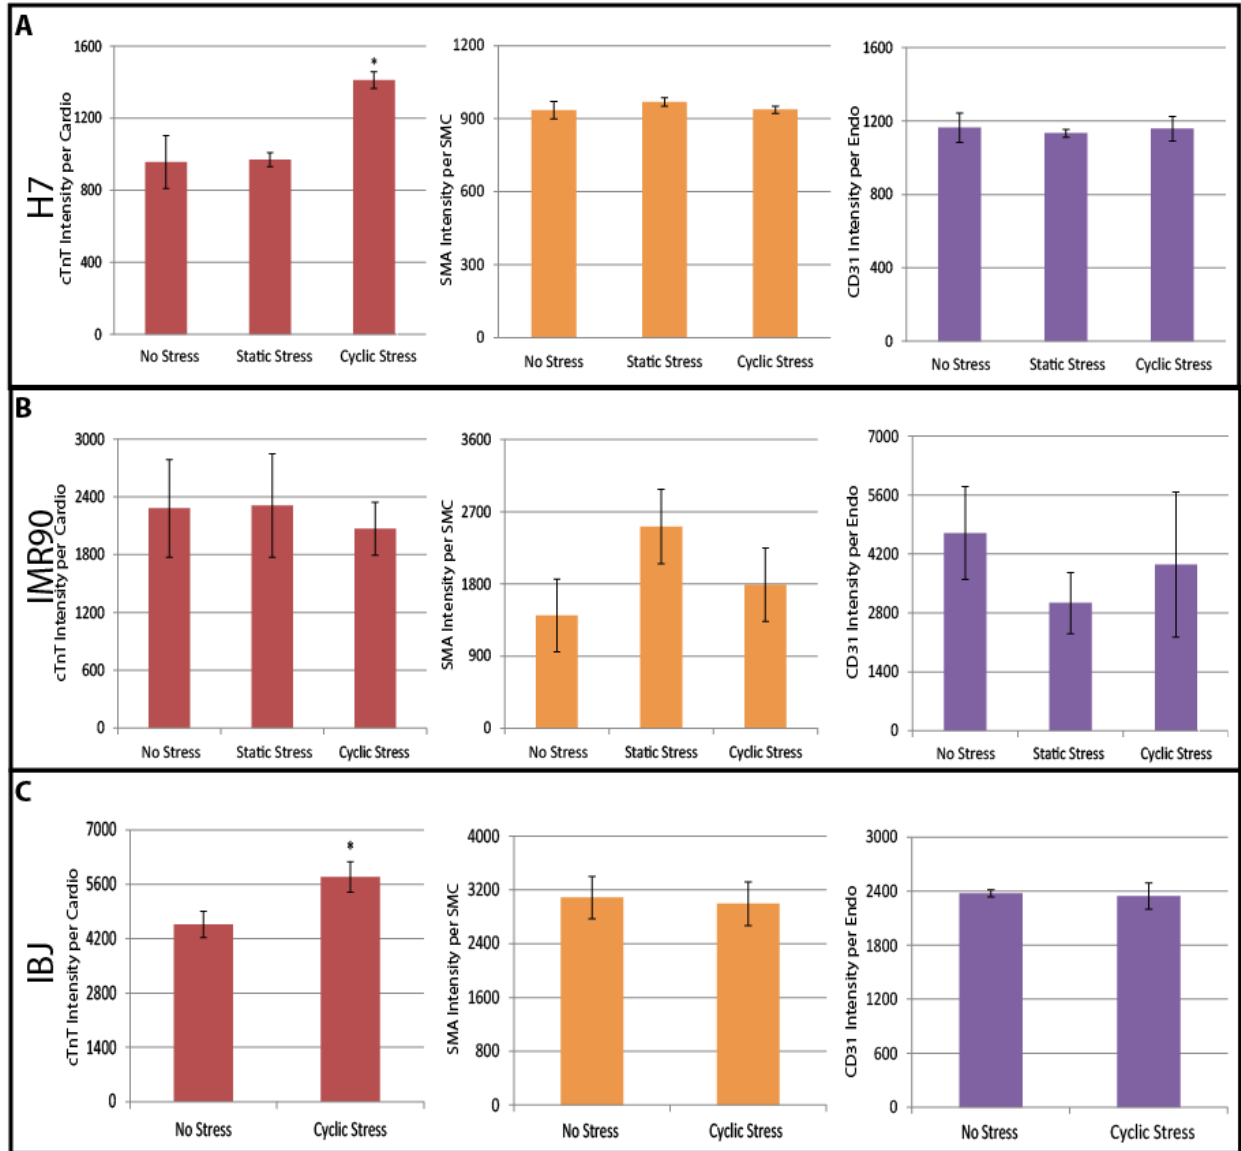 A
H7
cTnT Intensity per Cardio
1600
1200
800
400
0
*
No Stress Static Stress Cyclic Stress
SMA Intensity per SMC
1200
900
600
300
0
No Stress Static Stress Cyclic Stress
CD31 Intensity per Endo
1600
1200
800
400
0
No Stress Static Stress Cyclic Stress
B
IMR90
cTnT Intensity per Cardio
3000
2400
1800
1200
600
0
No Stress Static Stress Cyclic Stress
SMA Intensity per SMC
3600
2700
1800
900
0
No Stress Static Stress Cyclic Stress
CD31 Intensity per Endo
7000
5600
4200
2800
1400
0
No Stress Static Stress Cyclic Stress
C
IBJ
cTnT Intensity per Cardio
7000
5600
4200
2800
1400
0
*
No Stress Cyclic Stress
SMA Intensity per SMC
4000
3200
2400
1600
800
0
No Stress Cyclic Stress
CD31 Intensity per Endo
3000
2400
1800
1200
600
0
No Stress Cyclic Stress